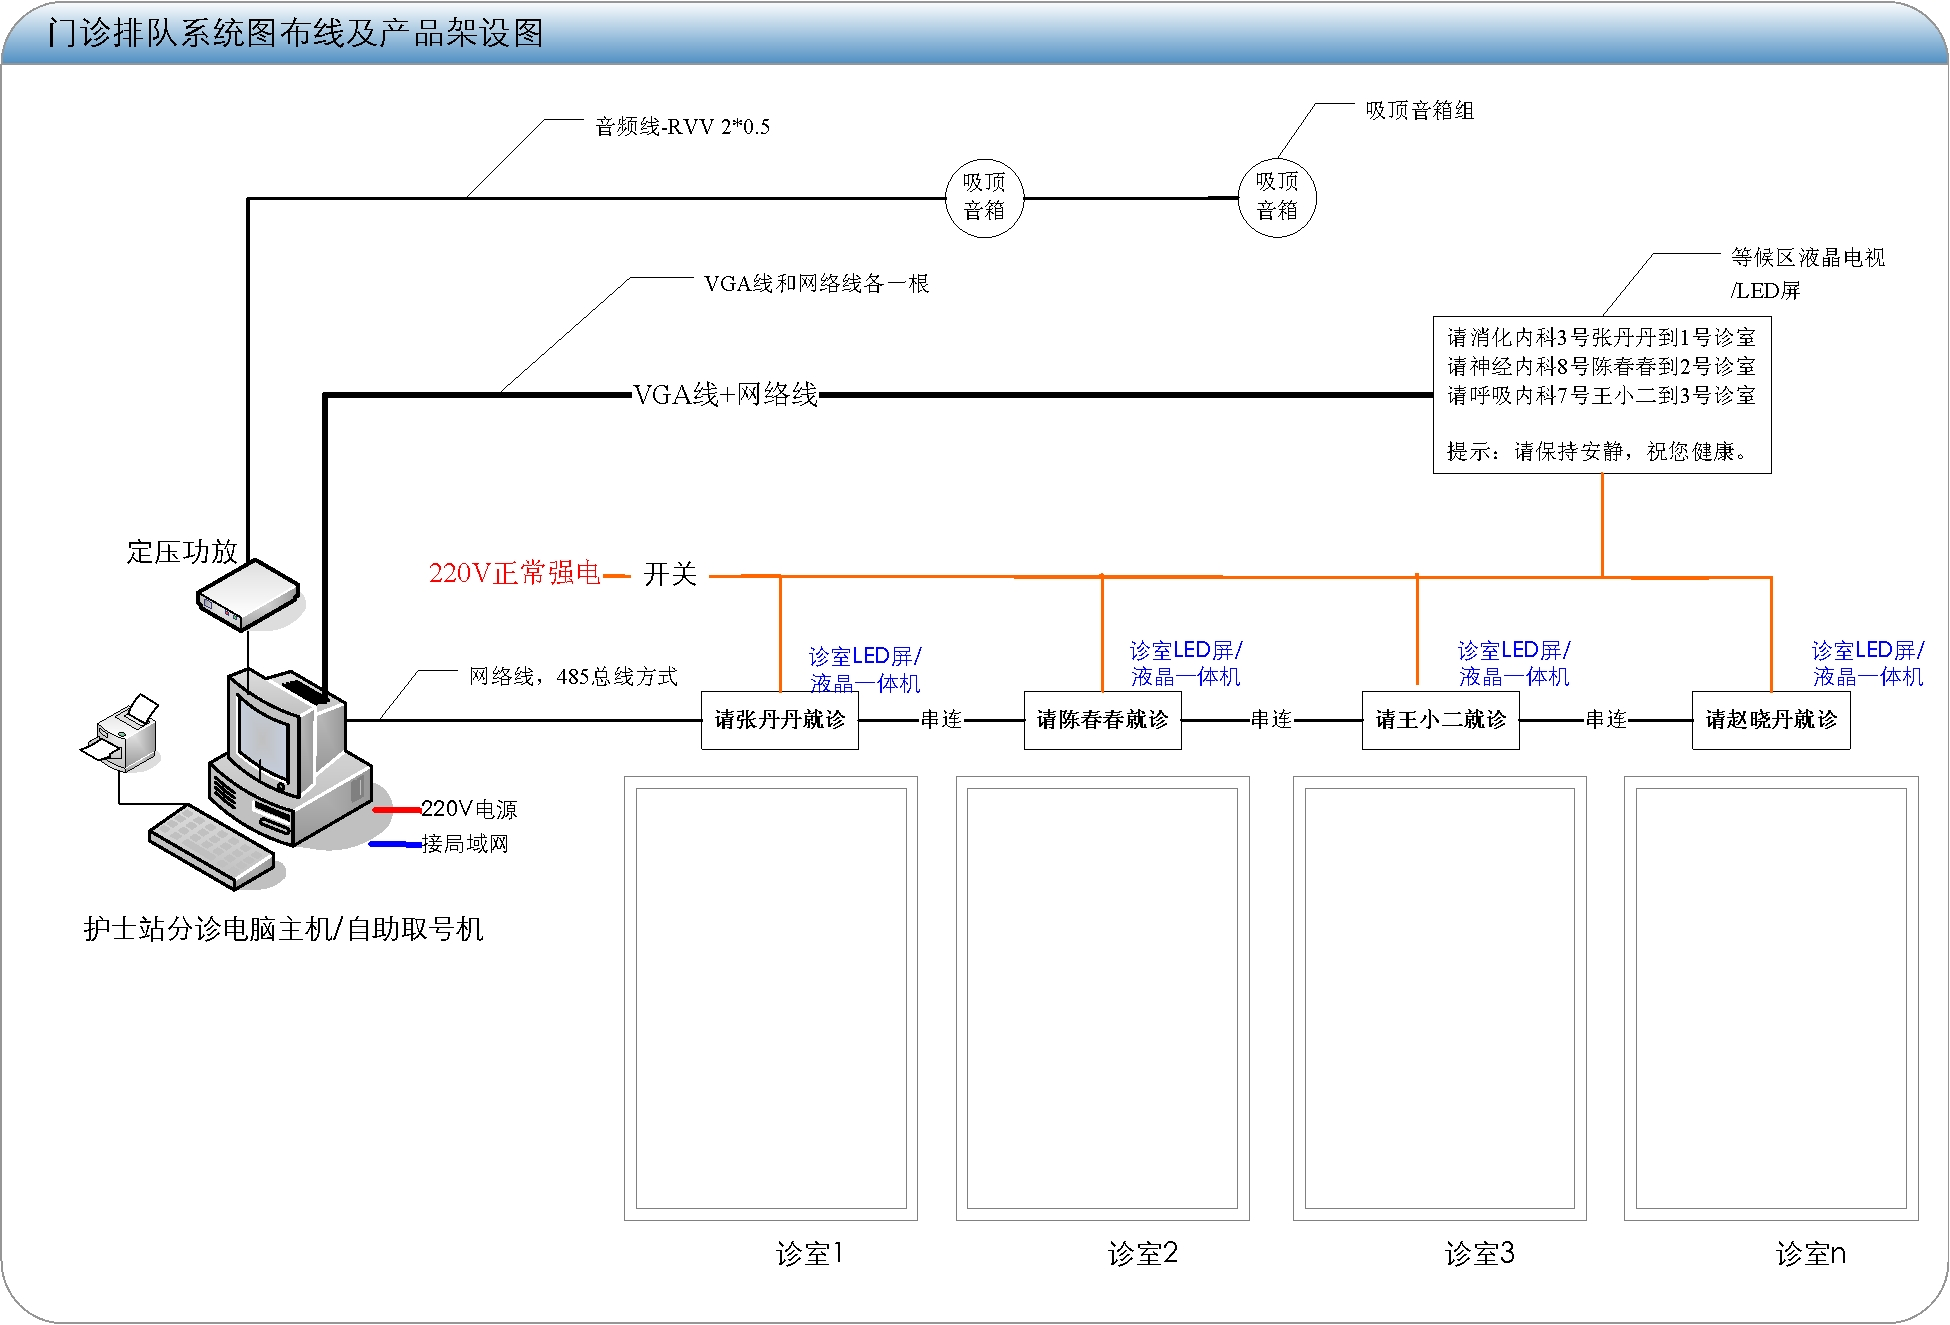 门诊排队系统图布线及产品架设图
吸顶音箱组
音频线-RVV 2*0.5
吸顶
音箱
吸顶
音箱
等候区液晶电视
/LED屏
VGA线和网络线各一根
请消化内科3号张丹丹到1号诊室
请神经内科8号陈春春到2号诊室
请呼吸内科7号王小二到3号诊室
提示：请保持安静，祝您健康。
VGA线+网络线
定压功放
220V正常强电
开关
诊室LED屏/
液晶一体机
诊室LED屏/
液晶一体机
诊室LED屏/
液晶一体机
诊室LED屏/
液晶一体机
网络线，485总线方式
请张丹丹就诊
串连
请陈春春就诊
串连
请王小二就诊
串连
请赵晓丹就诊
220V电源
接局域网
护士站分诊电脑主机/自助取号机
诊室1
诊室2
诊室3
诊室n